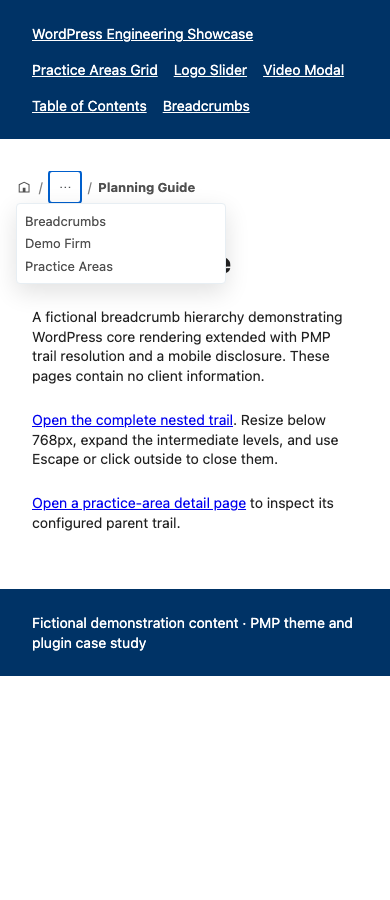 WordPress Engineering Showcase
Practice Areas Grid Logo Slider Video Modal
Table of Contents Breadcrumbs
/ ··· / Planning Guide
Breadcrumbs
Demo Firm
Practice Areas
A fictional breadcrumb hierarchy demonstrating
WordPress core rendering extended with PMP
trail resolution and a mobile disclosure. These
pages contain no client information.
Open the complete nested trail. Resize below
768px, expand the intermediate levels, and use
Escape or click outside to close them.
Open a practice-area detail page to inspect its
configured parent trail.
Fictional demonstration content · PMP theme and
plugin case study